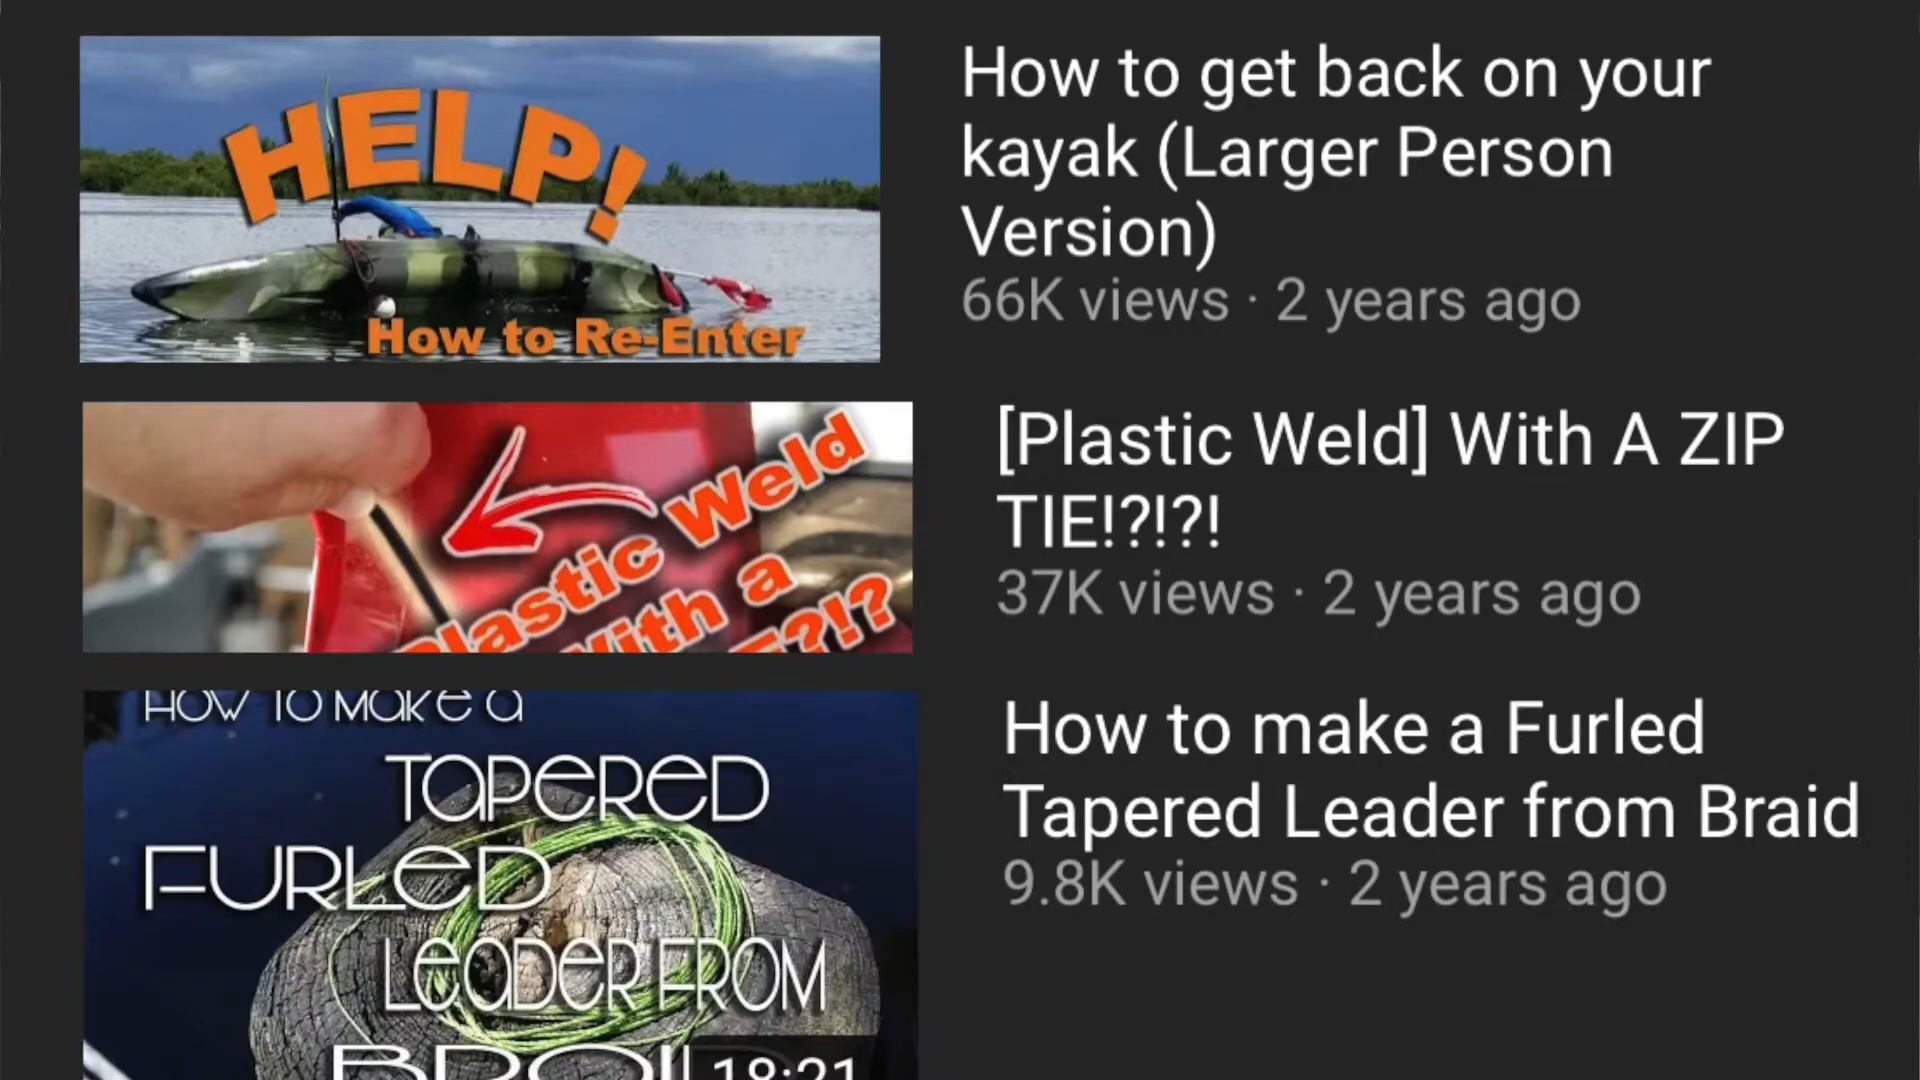 HELP!
How to Re-Enter
How to get back on your
kayak (Larger Person
Version)
66K views · 2 years ago
Plastic Weld
With a
?!?
[Plastic Weld] With A ZIP
TIE!?!?!
37K views · 2 years ago
HOW TO MaKe a
TaPeReD
FURLeD
LeaDeR FROM
18:21
How to make a Furled
Tapered Leader from Braid
9.8K views · 2 years ago